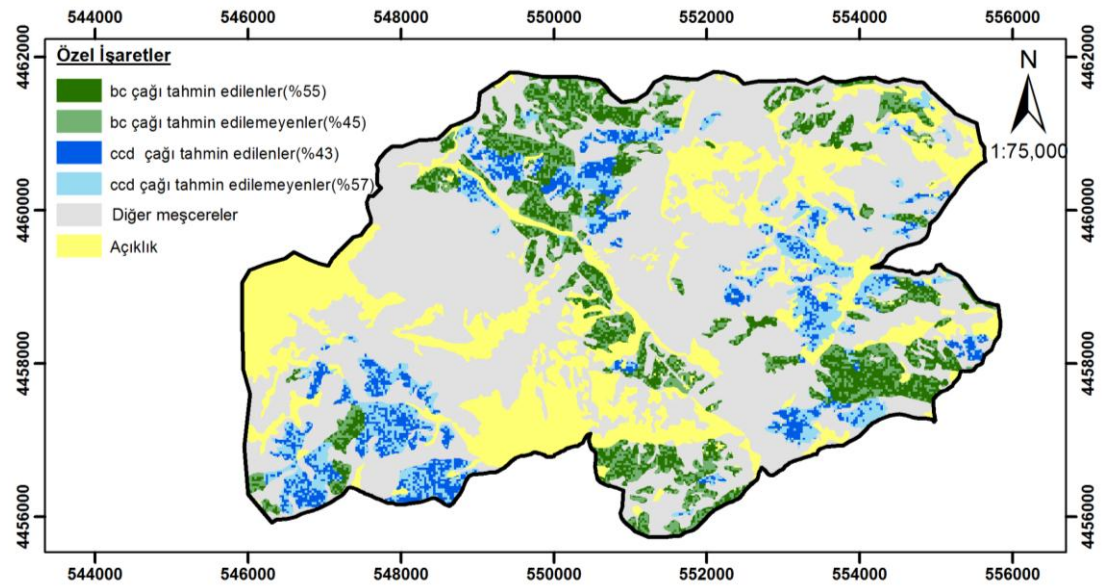 544000 546000 548000 550000 552000 554000 556000
4462000 4462000
Özel İşaretler
N
bc çağı tahmin edilenler(%55)
bc çağı tahmin edilemeyenler(%45)
ccd çağı tahmin edilenler(%43)
1:75,000
ccd çağı tahmin edilemeyenler(%57)
4460000 4460000
Diğer meşcereler
Açıklık
4458000 4458000
4456000 4456000
544000 546000 548000 550000 552000 554000 556000